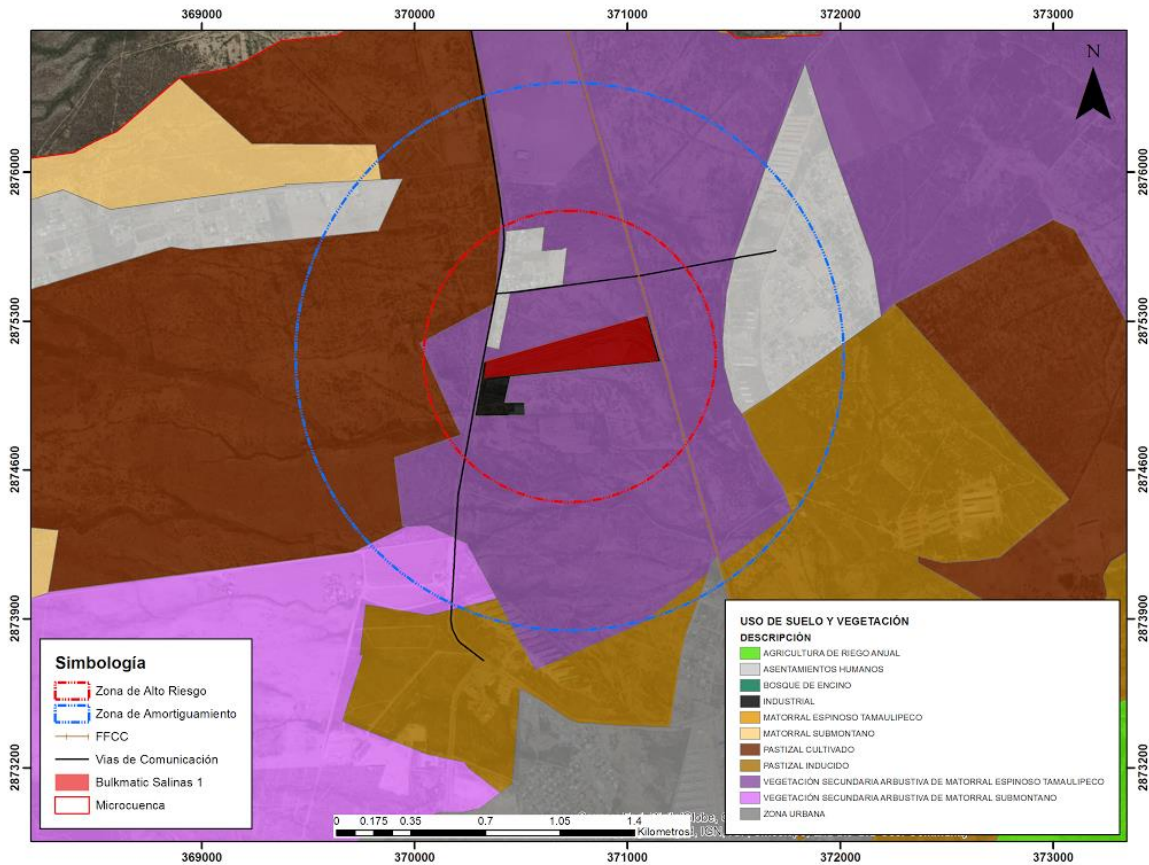 369000 370000 371000 372000 373000
N
2876000 2876000
2875300 2875300
2874600 2874600
2873900 2873900
2873200 2873200
Simbología
Zona de Alto Riesgo
Zona de Amortiguamiento
FFCC
Vias de Comunicación
Bulkmatic Salinas 1
Microcuenca
USO DE SUELO Y VEGETACIÓN
DESCRIPCIÓN
AGRICULTURA DE RIEGO ANUAL
ASENTAMIENTOS HUMANOS
BOSQUE DE ENCINO
INDUSTRIAL
MATORRAL ESPINOSO TAMAULIPECO
MATORRAL SUBMONTANO
PASTIZAL CULTIVADO
PASTIZAL INDUCIDO
VEGETACIÓN SECUNDARIA ARBUSTIVA DE MATORRAL ESPINOSO TAMAULIPECO
VEGETACIÓN SECUNDARIA ARBUSTIVA DE MATORRAL SUBMONTANO
ZONA URBANA
0 0.175 0.35 0.7 1.05 1.4
Kilometros
369000 370000 371000 372000 373000